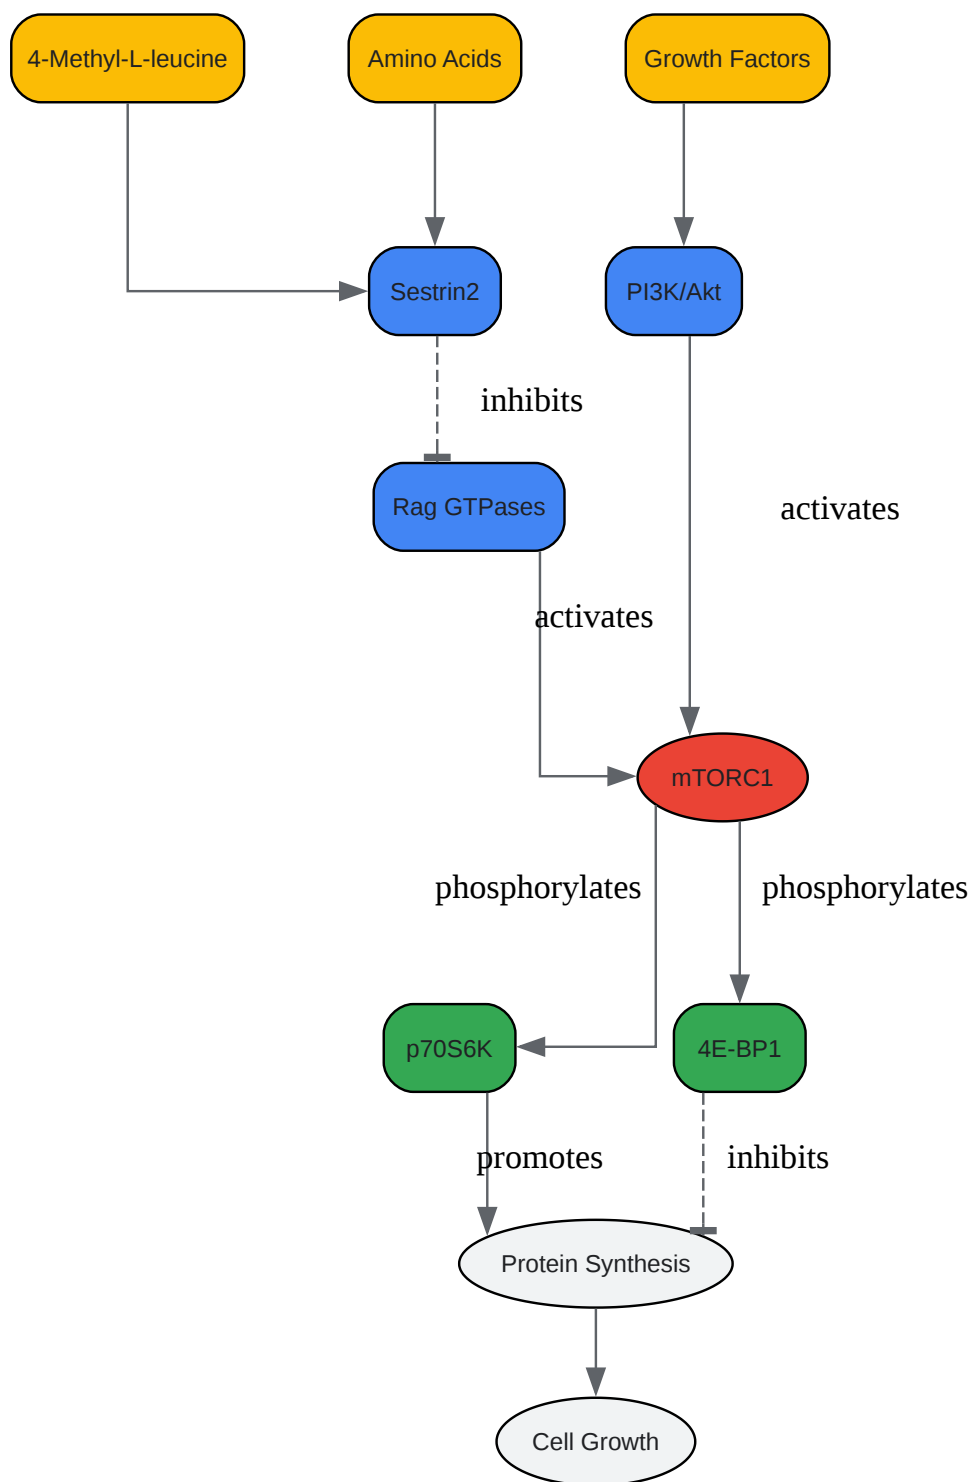 4-Methyl-L-leucine
Amino Acids
Growth Factors
Sestrin2
PI3K/Akt
inhibits
Rag GTPases
activates
activates
mTORC1
phosphorylates
phosphorylates
p70S6K
4E-BP1
promotes
inhibits
Protein Synthesis
Cell Growth